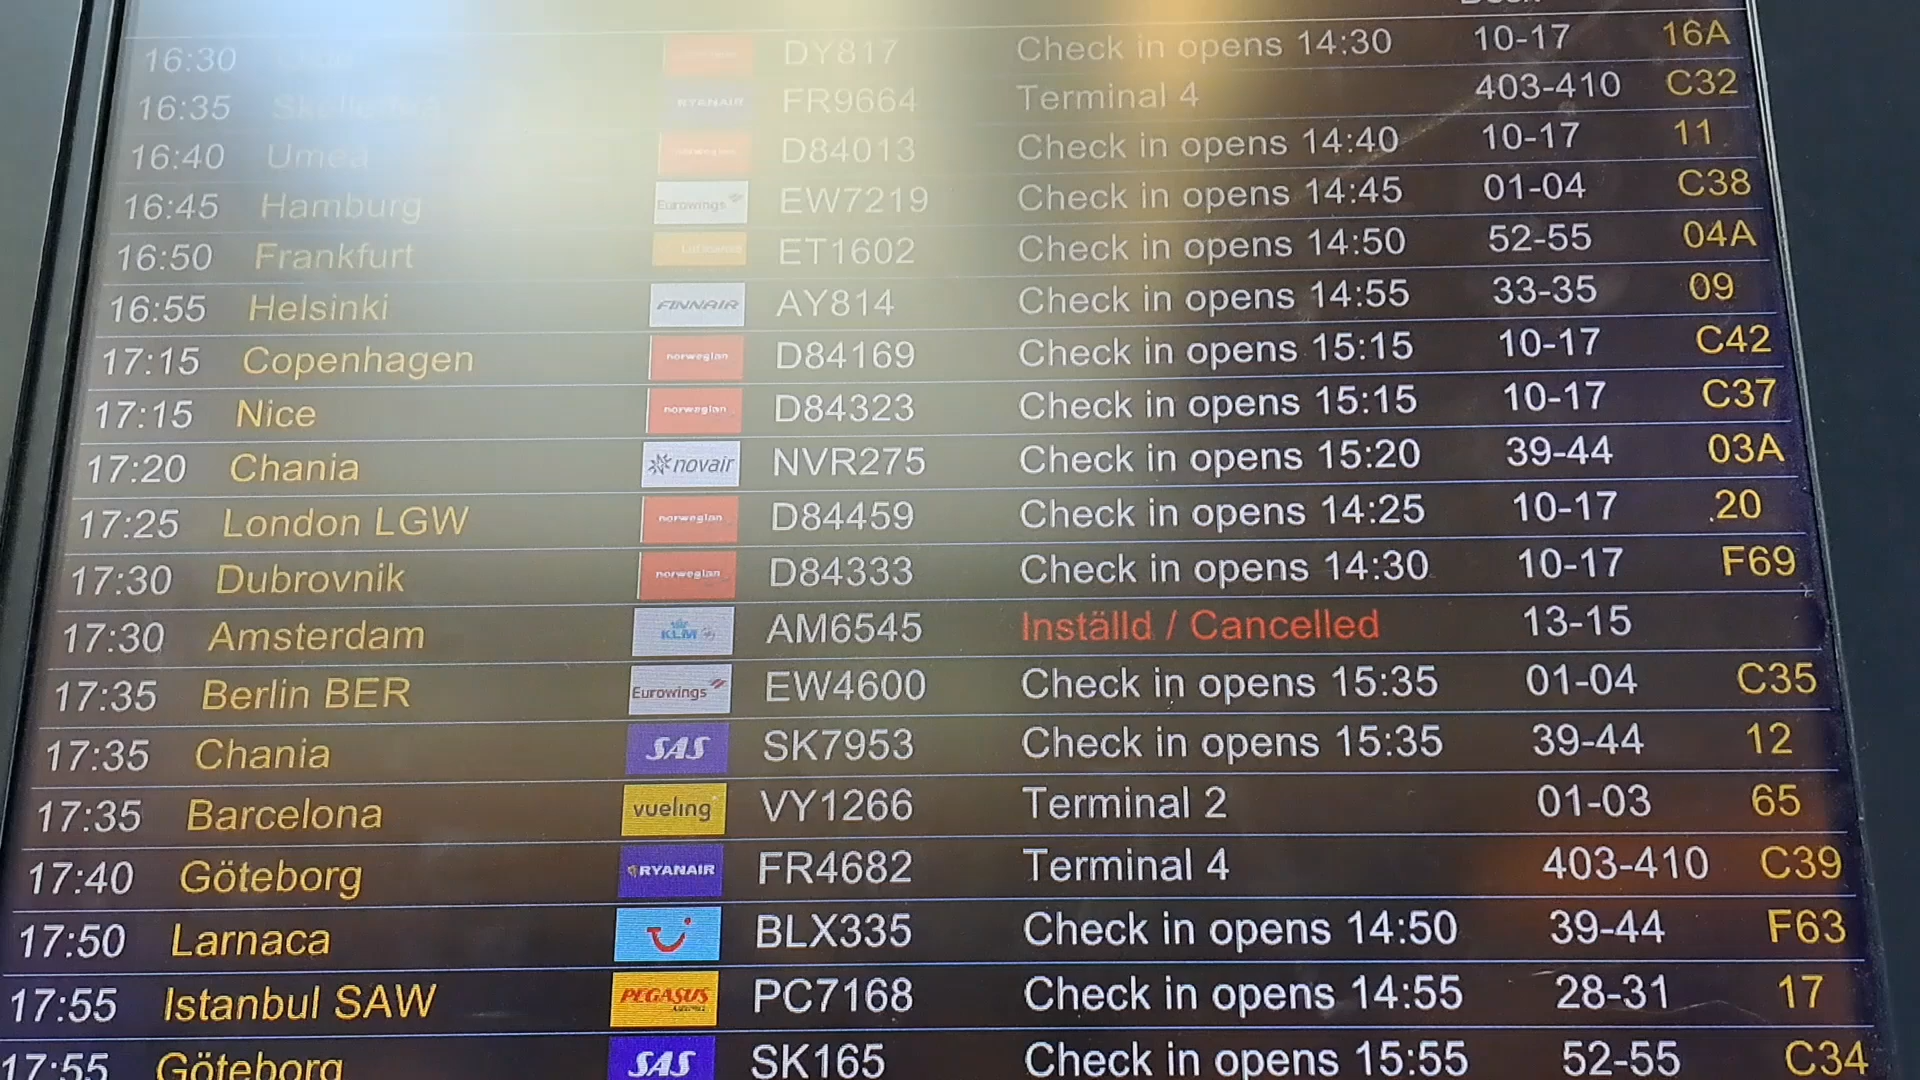 16:30 DY817 Check in opens 14:30 10-17 16A
16:35 RYANAIR FR9664 Terminal 4 403-410 C32
16:40 Umeå norwegian D84013 Check in opens 14:40 10-17 11
16:45 Hamburg Eurowings EW7219 Check in opens 14:45 01-04 C38
16:50 Frankfurt Lufthansa ET1602 Check in opens 14:50 52-55 04A
16:55 Helsinki FINNAIR AY814 Check in opens 14:55 33-35 09
17:15 Copenhagen norwegian D84169 Check in opens 15:15 10-17 C42
17:15 Nice norwegian D84323 Check in opens 15:15 10-17 C37
17:20 Chania novair NVR275 Check in opens 15:20 39-44 03A
17:25 London LGW norwegian D84459 Check in opens 14:25 10-17 20
17:30 Dubrovnik norwegian D84333 Check in opens 14:30 10-17 F69
17:30 Amsterdam KLM AM6545 Inställd / Cancelled 13-15
17:35 Berlin BER Eurowings EW4600 Check in opens 15:35 01-04 C35
17:35 Chania SAS SK7953 Check in opens 15:35 39-44 12
17:35 Barcelona vueling VY1266 Terminal 2 01-03 65
17:40 Göteborg RYANAIR FR4682 Terminal 4 403-410 C39
17:50 Larnaca BLX335 Check in opens 14:50 39-44 F63
17:55 Istanbul SAW PEGASUS PC7168 Check in opens 14:55 28-31 17
17:55 Göteborg SAS SK165 Check in opens 15:55 52-55 C34